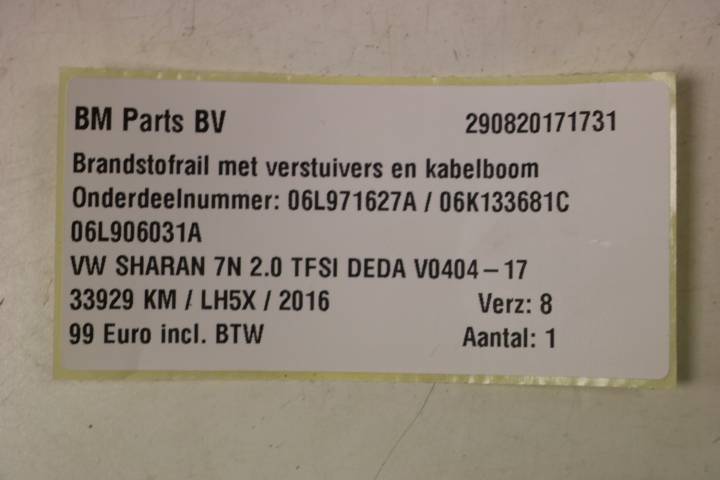 BM Parts BV 290820171731
Brandstofrail met verstuivers en kabelboom
Onderdeelnummer: 06L971627A / 06K133681C
06L906031A
VW SHARAN 7N 2.0 TFSI DEDA V0404 – 17
33929 KM / LH5X / 2016 Verz: 8
99 Euro incl. BTW Aantal: 1